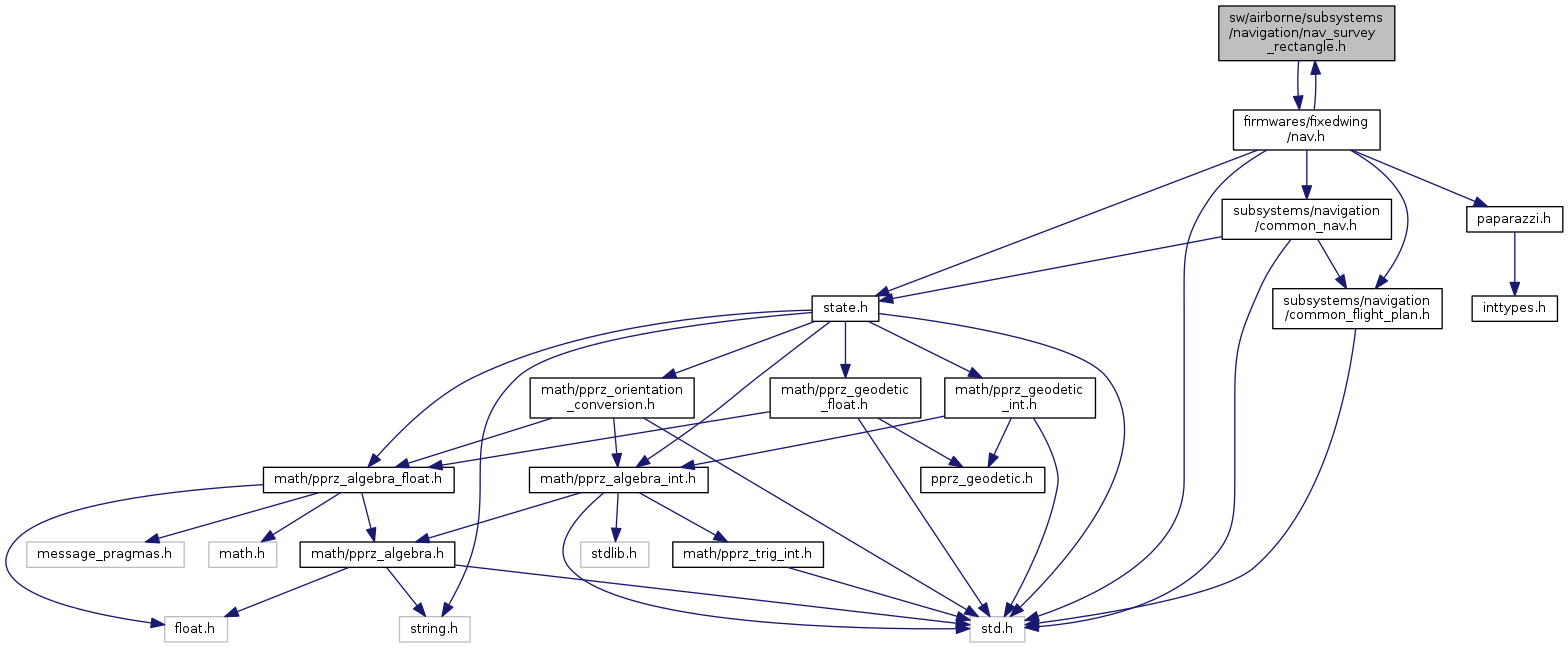 sw/airborne/subsystems
/navigation/nav_survey
_rectangle.h
firmwares/fixedwing
/nav.h
subsystems/navigation
/common_nav.h
paparazzi.h
state.h
subsystems/navigation
/common_flight_plan.h
inttypes.h
math/pprz_orientation
_conversion.h
math/pprz_geodetic
_float.h
math/pprz_geodetic
_int.h
math/pprz_algebra_float.h
math/pprz_algebra_int.h
pprz_geodetic.h
message_pragmas.h
math.h
math/pprz_algebra.h
stdlib.h
math/pprz_trig_int.h
float.h
string.h
std.h